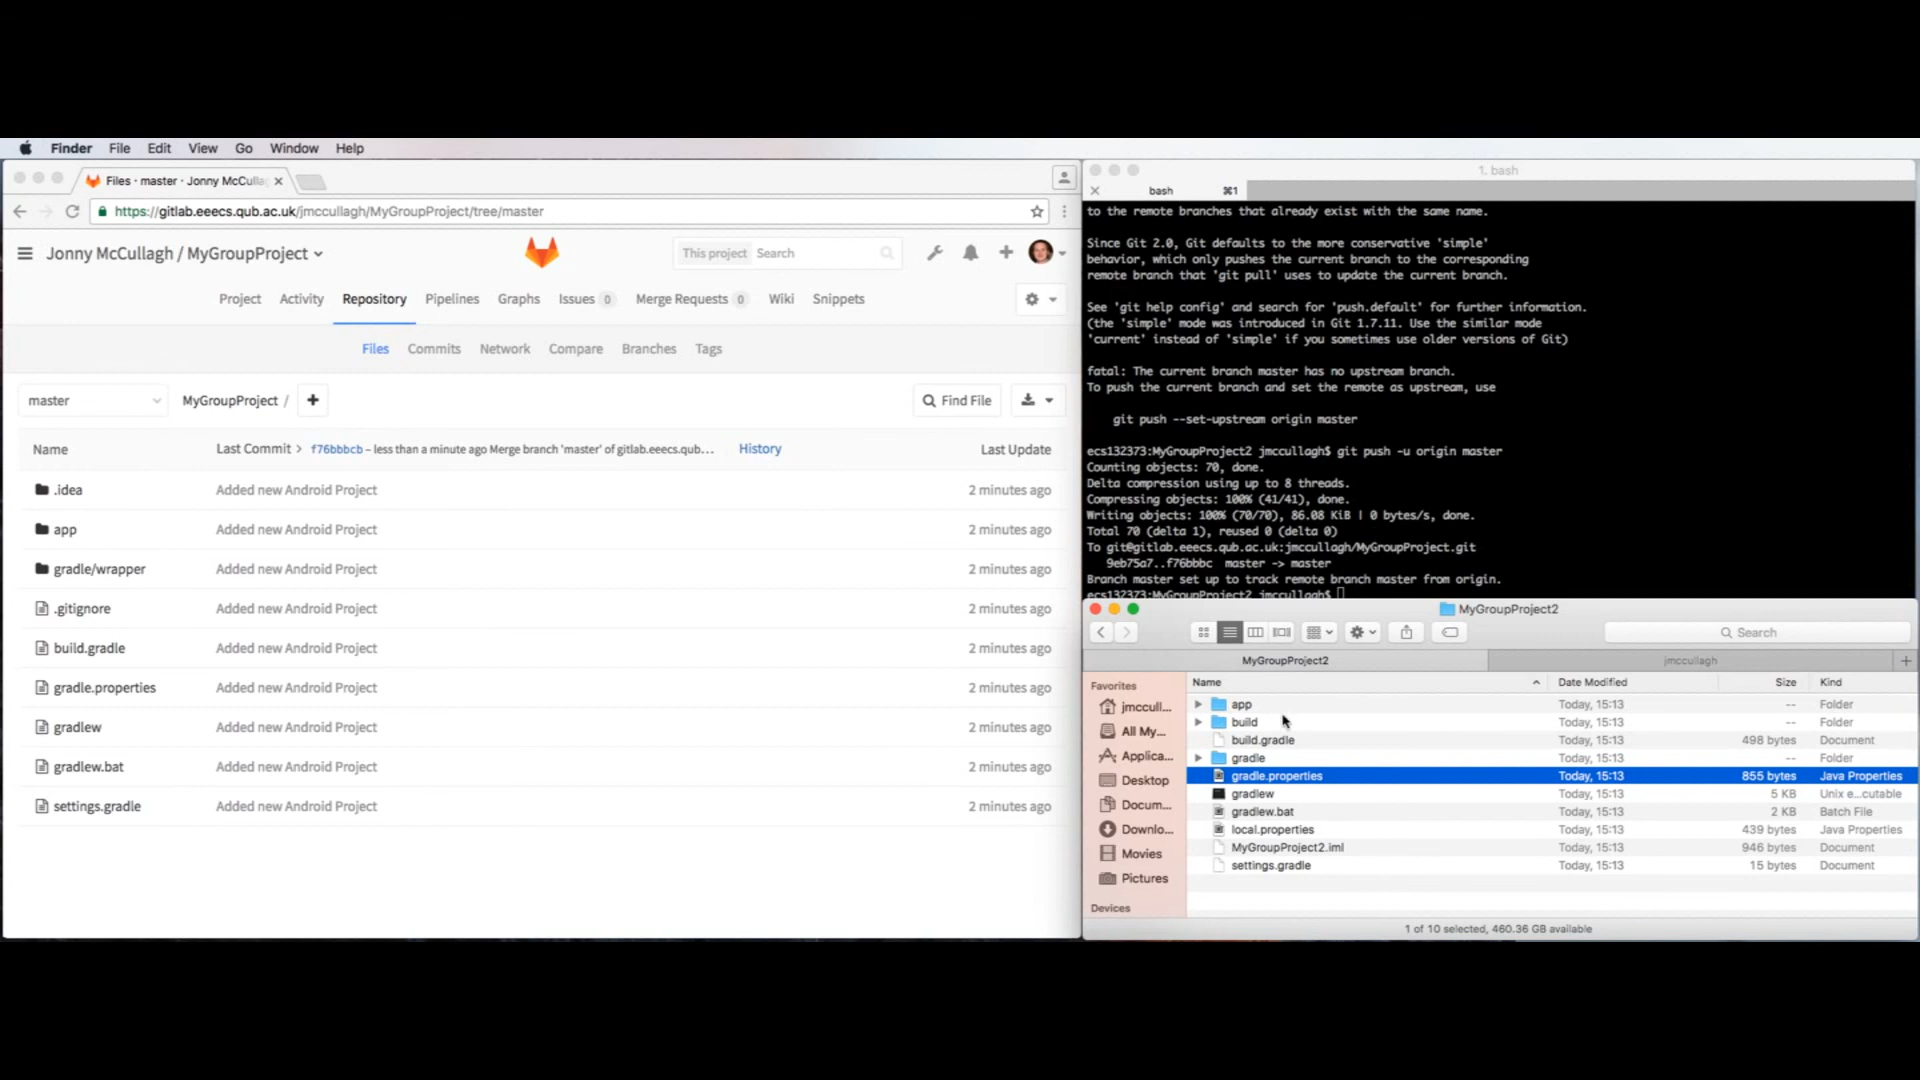 Finder File Edit View Go Window Help
Files · master · Jonny McCulla
https://gitlab.eeecs.qub.ac.uk/jmccullagh/MyGroupProject/tree/master
Jonny McCullagh / MyGroupProject
This project Search
Project Activity Repository Pipelines Graphs Issues 0 Merge Requests 0 Wiki Snippets
Files Commits Network Compare Branches Tags
master MyGroupProject / + Find File
Name Last Commit > f76bbbcb – less than a minute ago Merge branch 'master' of gitlab.eeecs.qub... History Last Update
.idea Added new Android Project 2 minutes ago
app Added new Android Project 2 minutes ago
gradle/wrapper Added new Android Project 2 minutes ago
.gitignore Added new Android Project 2 minutes ago
build.gradle Added new Android Project 2 minutes ago
gradle.properties Added new Android Project 2 minutes ago
gradlew Added new Android Project 2 minutes ago
gradlew.bat Added new Android Project 2 minutes ago
settings.gradle Added new Android Project 2 minutes ago
1. bash
bash ⌘1
to the remote branches that already exist with the same name.
Since Git 2.0, Git defaults to the more conservative 'simple'
behavior, which only pushes the current branch to the corresponding
remote branch that 'git pull' uses to update the current branch.
See 'git help config' and search for 'push.default' for further information.
(the 'simple' mode was introduced in Git 1.7.11. Use the similar mode
'current' instead of 'simple' if you sometimes use older versions of Git)
fatal: The current branch master has no upstream branch.
To push the current branch and set the remote as upstream, use
git push --set-upstream origin master
ecs132373:MyGroupProject2 jmccullagh$ git push -u origin master
Counting objects: 70, done.
Delta compression using up to 8 threads.
Compressing objects: 100% (41/41), done.
Writing objects: 100% (70/70), 86.08 KiB | 0 bytes/s, done.
Total 70 (delta 1), reused 0 (delta 0)
To git@gitlab.eeecs.qub.ac.uk:jmccullagh/MyGroupProject.git
9eb75a7..f76bbbc master -> master
Branch master set up to track remote branch master from origin.
ecs132373:MyGroupProject2 jmccullagh$
MyGroupProject2
Search
MyGroupProject2 jmccullagh +
Favorites
jmccull...
All My...
Applica...
Desktop
Docum...
Downlo...
Movies
Pictures
Devices
Name Date Modified Size Kind
app Today, 15:13 -- Folder
build Today, 15:13 -- Folder
build.gradle Today, 15:13 498 bytes Document
gradle Today, 15:13 -- Folder
gradle.properties Today, 15:13 855 bytes Java Properties
gradlew Today, 15:13 5 KB Unix e...cutable
gradlew.bat Today, 15:13 2 KB Batch File
local.properties Today, 15:13 439 bytes Java Properties
MyGroupProject2.iml Today, 15:13 946 bytes Document
settings.gradle Today, 15:13 15 bytes Document
1 of 10 selected, 460.36 GB available